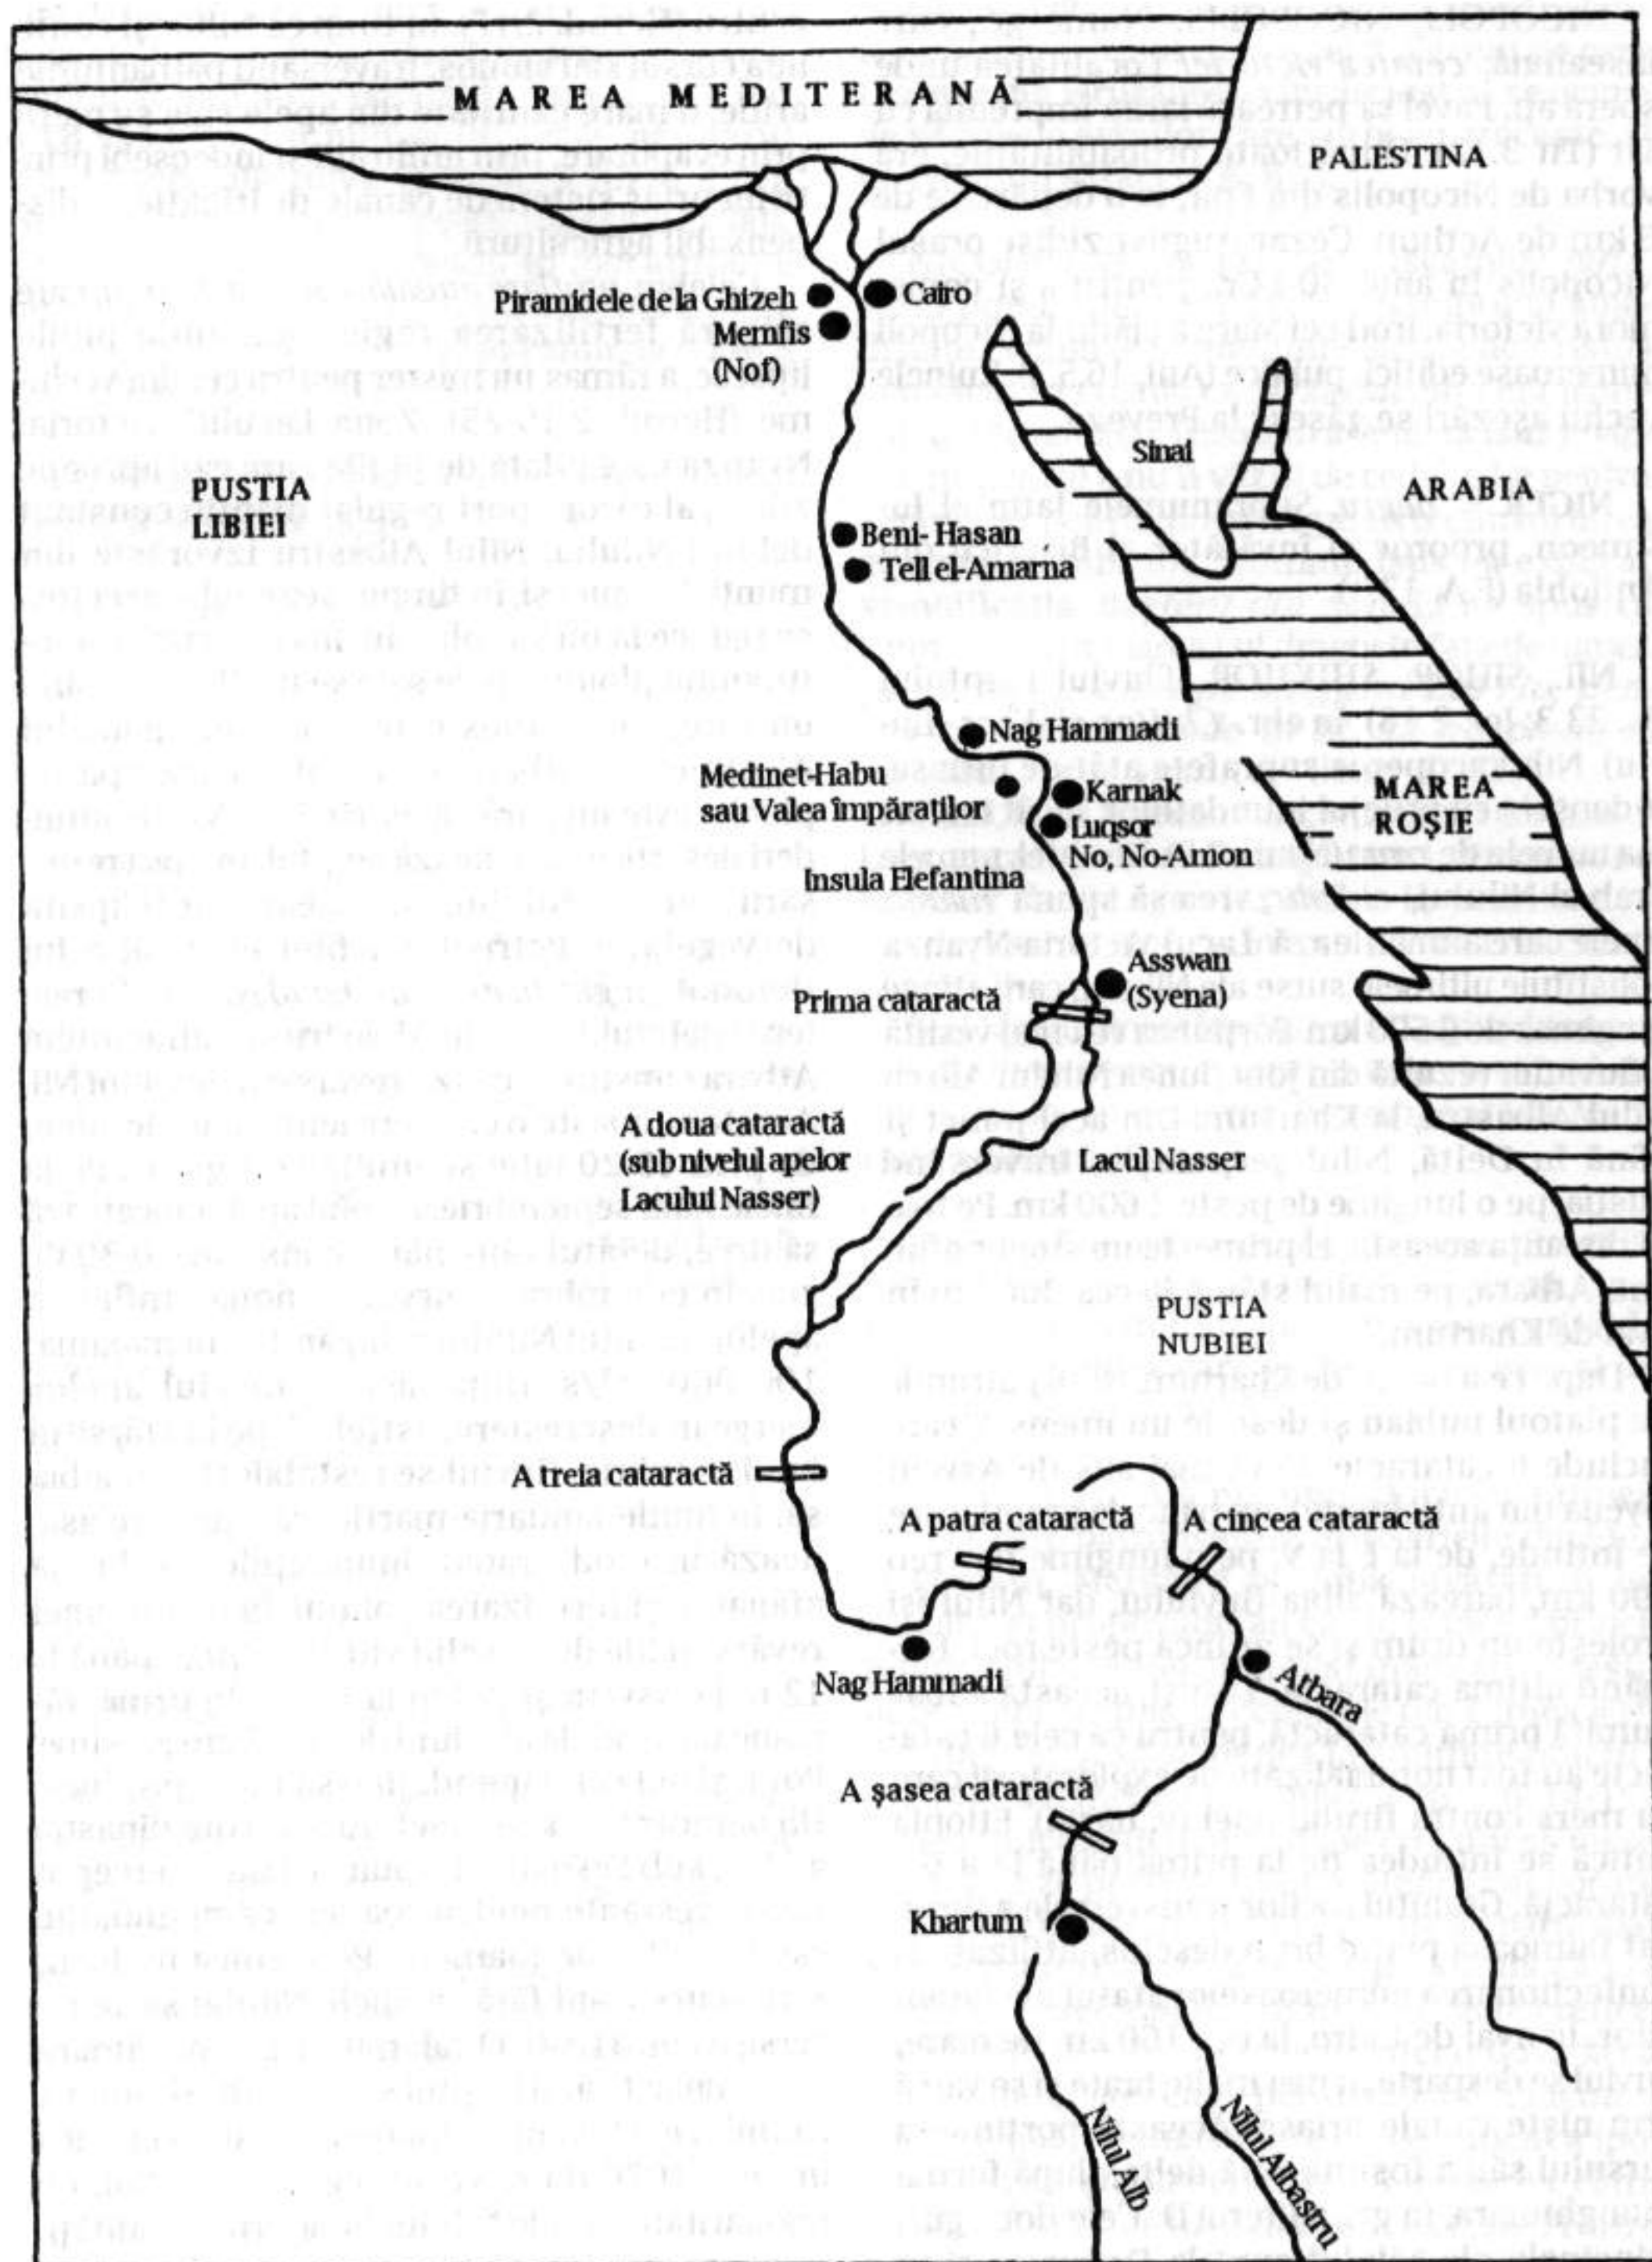 MAREA MEDITERANĂ
PALESTINA
Piramidele de la Ghizeh
Cairo
Memfis
(Nof)
Sinai
PUSTIA
LIBIEI
ARABIA
Beni-Hasan
Tell el-Amarna
Nag Hammadi
Medinet-Habu
sau Valea împăraților
Karnak
MAREA
ROȘIE
Luqsor
No, No-Amon
Insula Elefantina
Asswan
(Syena)
Prima cataractă
A doua cataractă
(sub nivelul apelor
Lacului Nasser)
Lacul Nasser
PUSTIA
NUBIEI
A treia cataractă
A patra cataractă
A cincea cataractă
Nag Hammadi
Atbara
A șasea cataractă
Khartum
Nilul Alb
Nilul Albastru